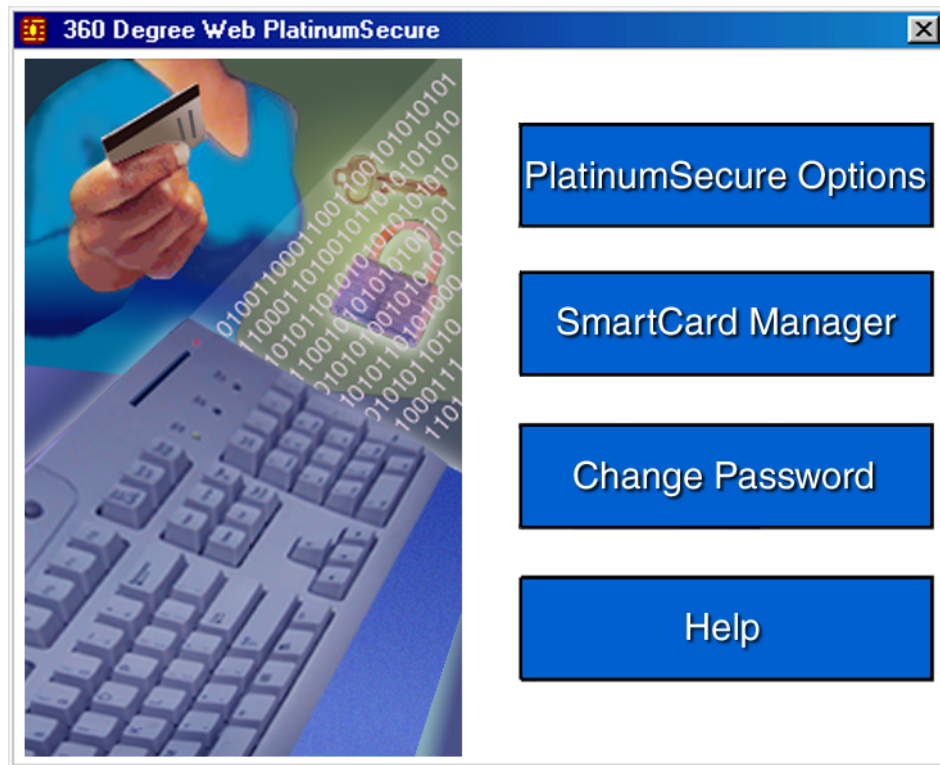 360 Degree Web PlatinumSecure
PlatinumSecure Options
SmartCard Manager
Change Password
Help